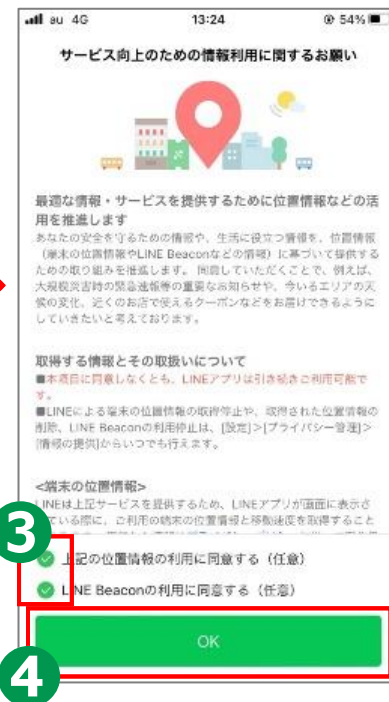 au 4G 13:24 54%
サービス向上のための情報利用に関するお願い
最適な情報・サービスを提供するために位置情報などの活
用を推進します
あなたの安全を守るための情報や、生活に役立つ情報を、位置情報
(端末の位置情報やLINE Beaconなどの情報)に基づいて提供する
ための取り組みを推進します。 同意していただくことで、例えば、
大規模災害時の緊急速報等の重要なお知らせや、今いるエリアの天
候の変化、近くのお店で使えるクーポンなどをお届けできるように
していきたいと考えております。
取得する情報とその取扱いについて
■本項目に同意しなくとも、LINEアプリは引き続きご利用可能で
す。
■LINEによる端末の位置情報の取得停止や、取得された位置情報の
削除、LINE Beaconの利用停止は、[設定]>[プライバシー管理]>
[情報の提供]からいつでも行えます。
<端末の位置情報>
LINEは上記サービスを提供するため、LINEアプリが画面に表示さ
ている際に、ご利用の端末の位置情報と移動速度を取得すること
3
上記の位置情報の利用に同意する(任意)
LINE Beaconの利用に同意する(任意)
OK
4